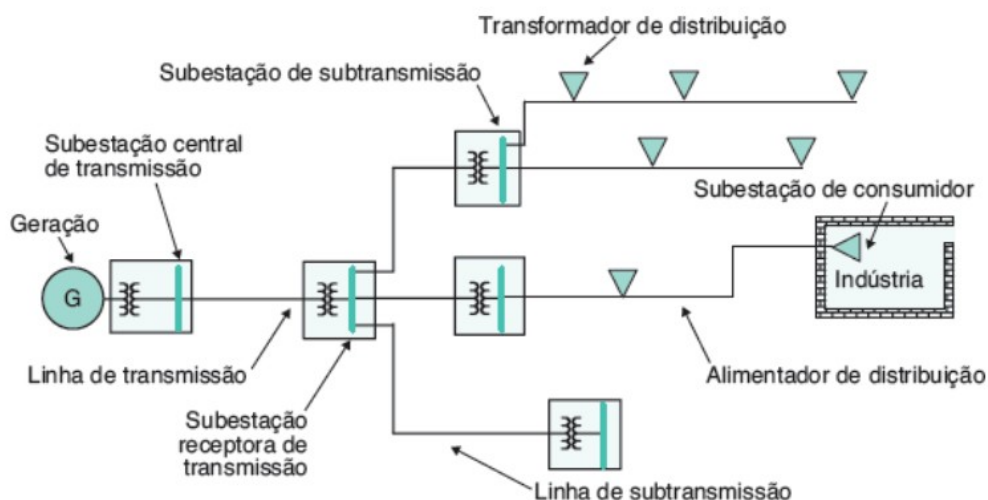 Transformador de distribuição
Subestação de subtransmissão
Subestação central
de transmissão
Subestação de consumidor
Geração
G
Indústria
Linha de transmissão
Alimentador de distribuição
Subestação
receptora de
transmissão
Linha de subtransmissão